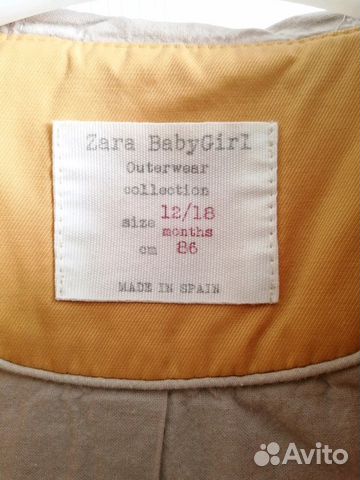 Zara BabyGirl
Outerwear
collection
size 12/18
months
cm 86
MADE IN SPAIN
Avito